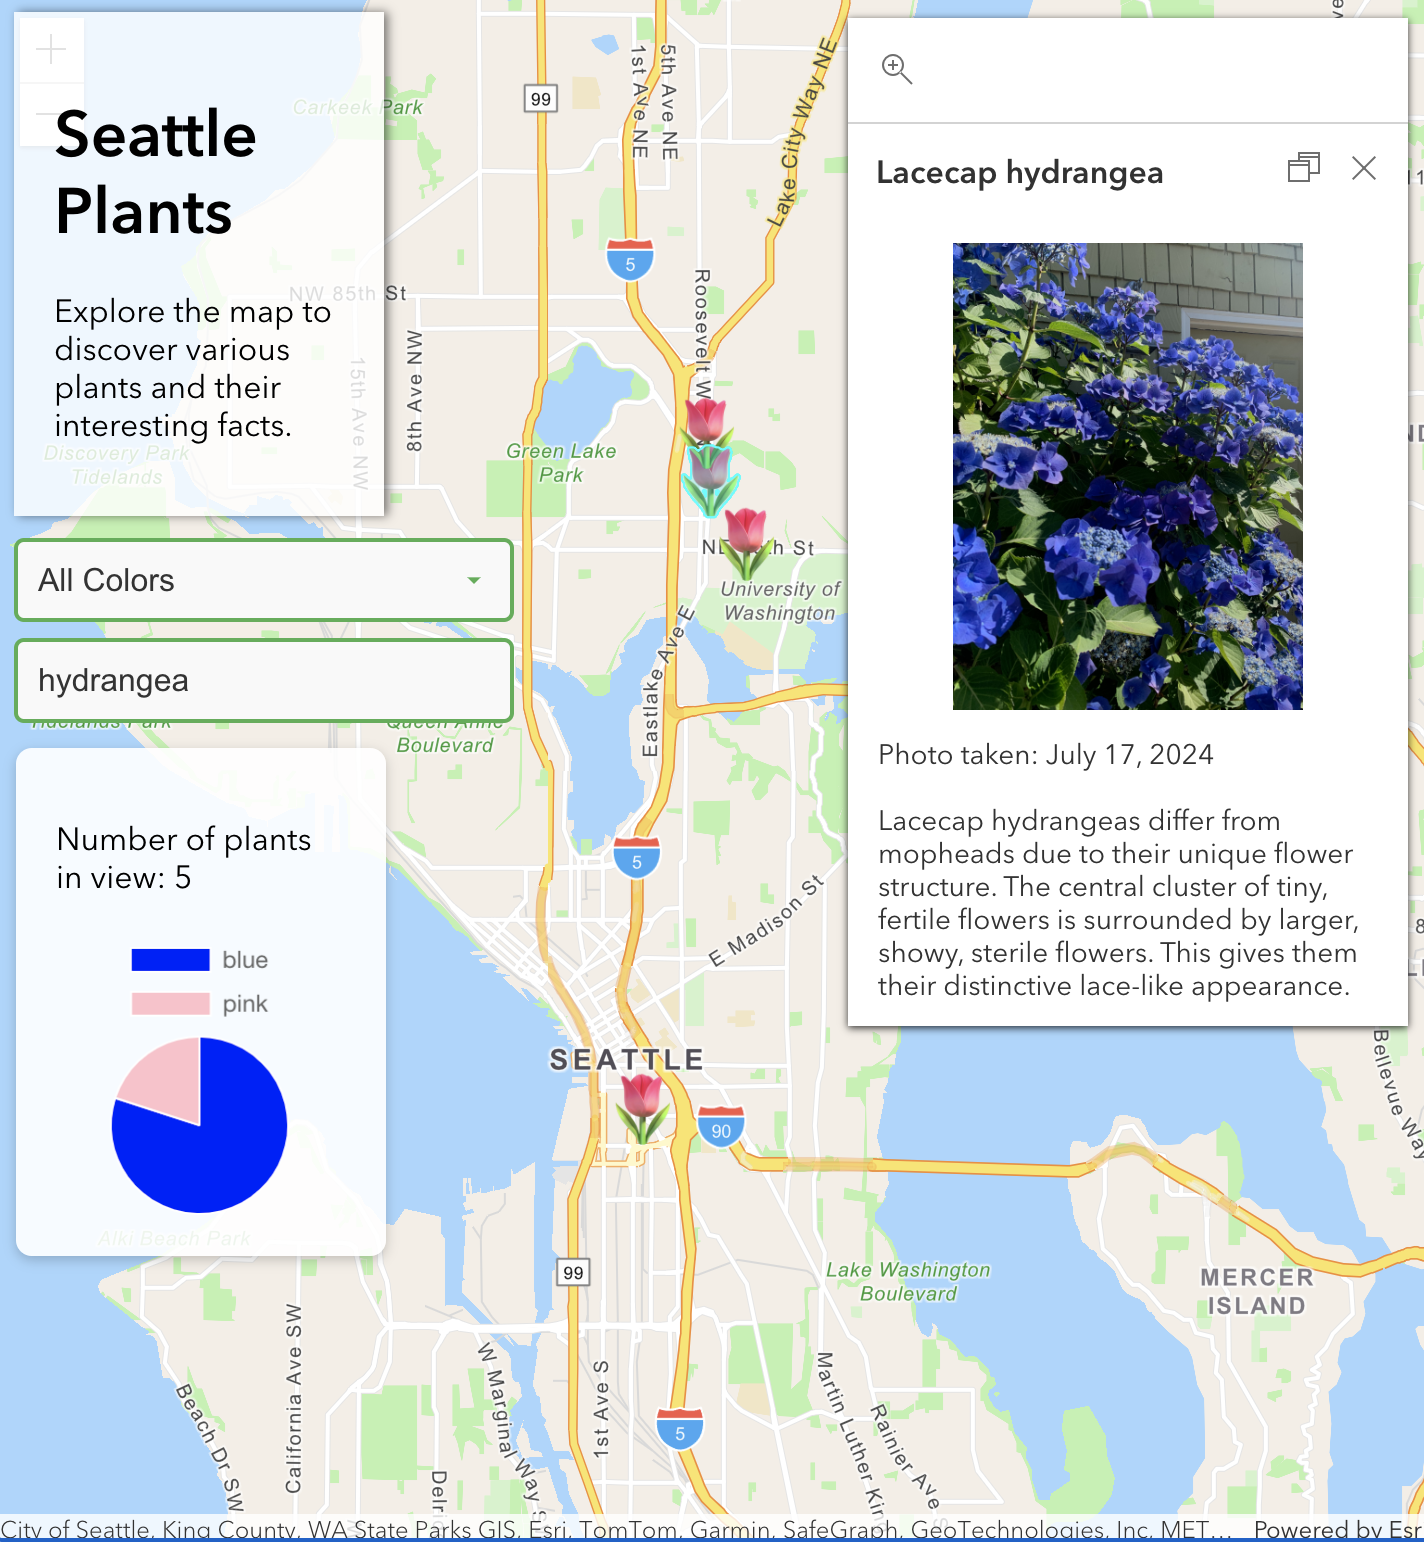 Seattle
Plants
Explore the map to
discover various
plants and their
interesting facts.
All Colors
hydrangea
Number of plants
in view: 5
blue
pink
Lacecap hydrangea
Photo taken: July 17, 2024
Lacecap hydrangeas differ from
mopheads due to their unique flower
structure. The central cluster of tiny,
fertile flowers is surrounded by larger,
showy, sterile flowers. This gives them
their distinctive lace-like appearance.
Carkeek Park
99
1st Ave NE
5th Ave NE
Lake City Way NE
5
NW 85th St
15th Ave NW
8th Ave NW
Roosevelt W
Discovery Park
Tidelands
Green Lake
Park
University of
Washington
Eastlake Ave E
Tidelands Park
Queen Anne
Boulevard
5
E Madison St
SEATTLE
90
Alki Beach Park
99
Lake Washington
Boulevard
MERCER
ISLAND
Bellevue Way
California Ave SW
Beach Dr SW
W Marginal Way S
1st Ave S
5
Martin Luther King
Rainier Ave S
Delri
City of Seattle, King County, WA State Parks GIS, Esri, TomTom, Garmin, SafeGraph, GeoTechnologies, Inc, MET...
Powered by Esr